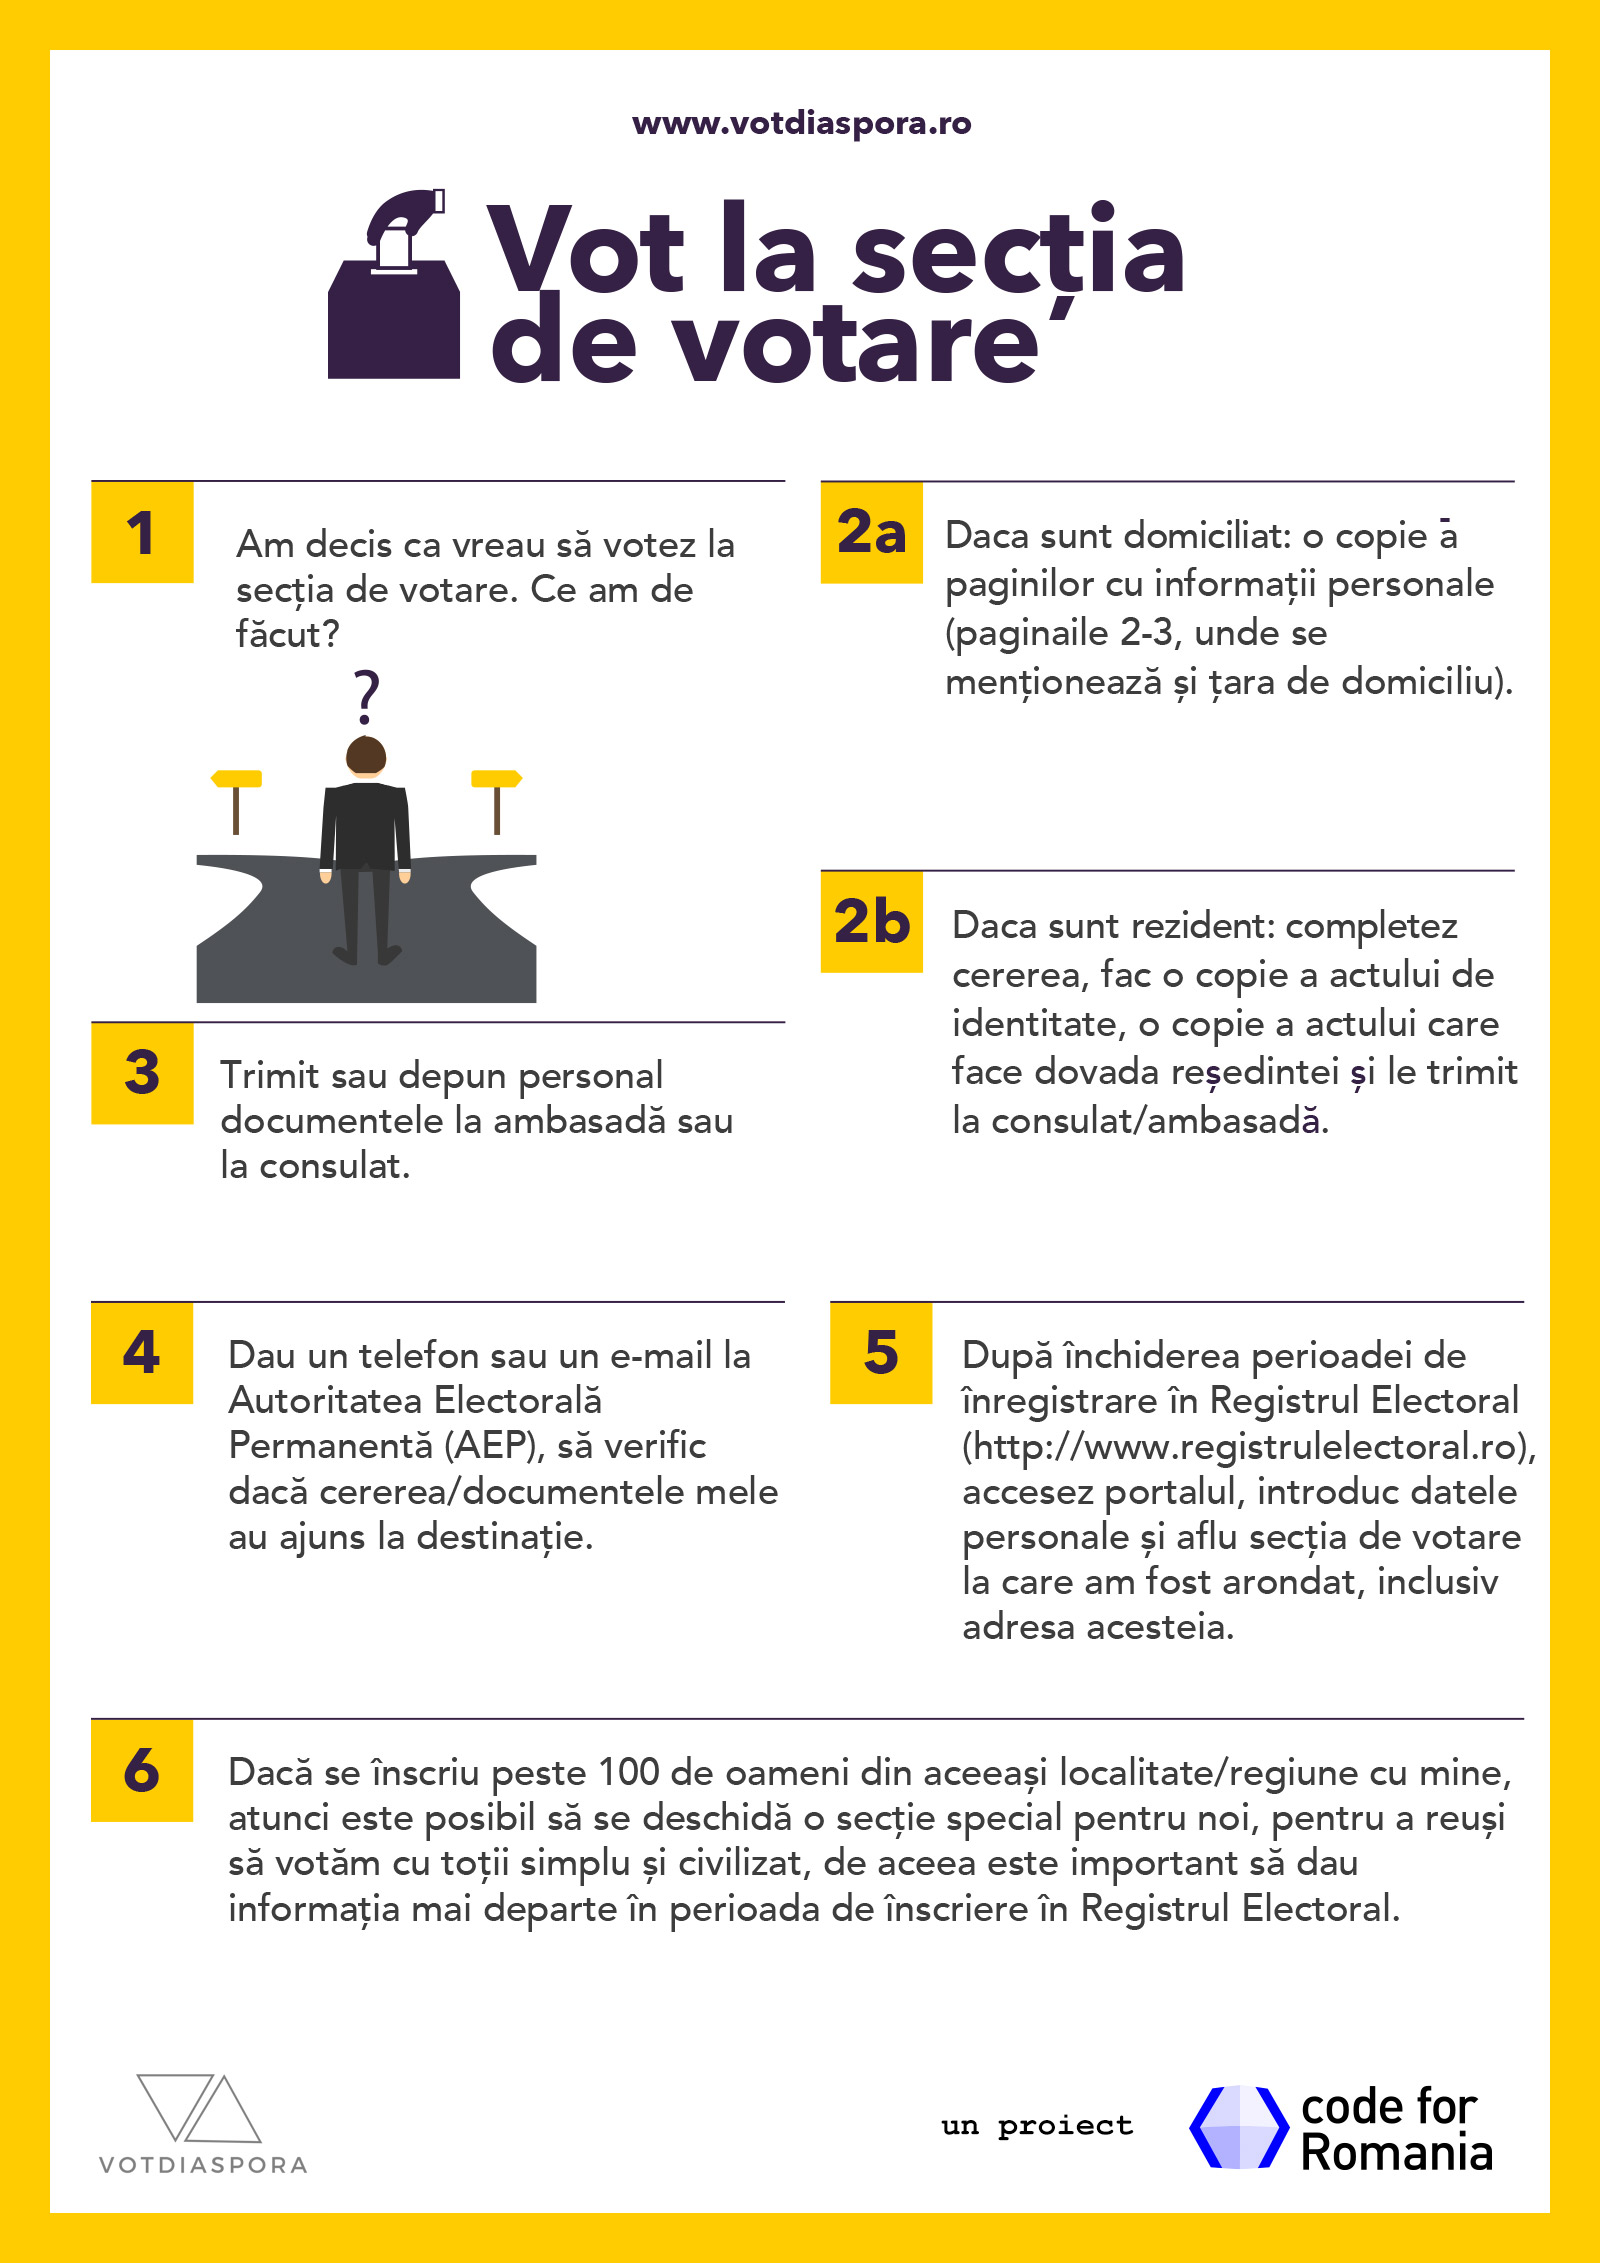 www.votdiaspora.ro
Vot la secția
de votare
1
Am decis ca vreau să votez la
secția de votare. Ce am de
făcut?
?
2a
Daca sunt domiciliat: o copie a
paginilor cu informații personale
(paginaile 2-3, unde se
menționează și țara de domiciliu).
2b
Daca sunt rezident: completez
cererea, fac o copie a actului de
identitate, o copie a actului care
face dovada reședintei și le trimit
la consulat/ambasadă.
3
Trimit sau depun personal
documentele la ambasadă sau
la consulat.
4
Dau un telefon sau un e-mail la
Autoritatea Electorală
Permanentă (AEP), să verific
dacă cererea/documentele mele
au ajuns la destinație.
5
După închiderea perioadei de
înregistrare în Registrul Electoral
(http://www.registrulelectoral.ro),
accesez portalul, introduc datele
personale și aflu secția de votare
la care am fost arondat, inclusiv
adresa acesteia.
6
Dacă se înscriu peste 100 de oameni din aceeași localitate/regiune cu mine,
atunci este posibil să se deschidă o secție special pentru noi, pentru a reuși
să votăm cu toții simplu și civilizat, de aceea este important să dau
informația mai departe în perioada de înscriere în Registrul Electoral.
VOTDIASPORA
un proiect
code for
Romania